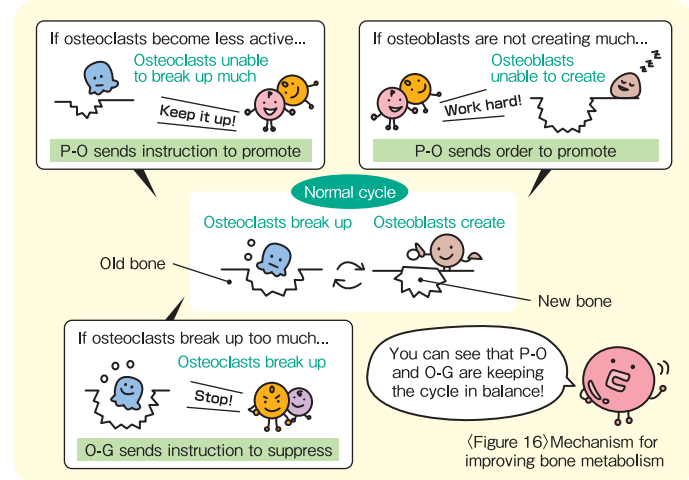 If osteoclasts become less active...
Osteoclasts unable
to break up much
Keep it up!
P-O sends instruction to promote
If osteoblasts are not creating much...
Osteoblasts
unable to create
zzz
Work hard!
P-O sends order to promote
Normal cycle
Osteoclasts break up
Osteoblasts create
Old bone
New bone
If osteoclasts break up too much...
Osteoclasts break up
Stop!
O-G sends instruction to suppress
You can see that P-O
and O-G are keeping
the cycle in balance!
E
〈Figure 16〉Mechanism for
improving bone metabolism